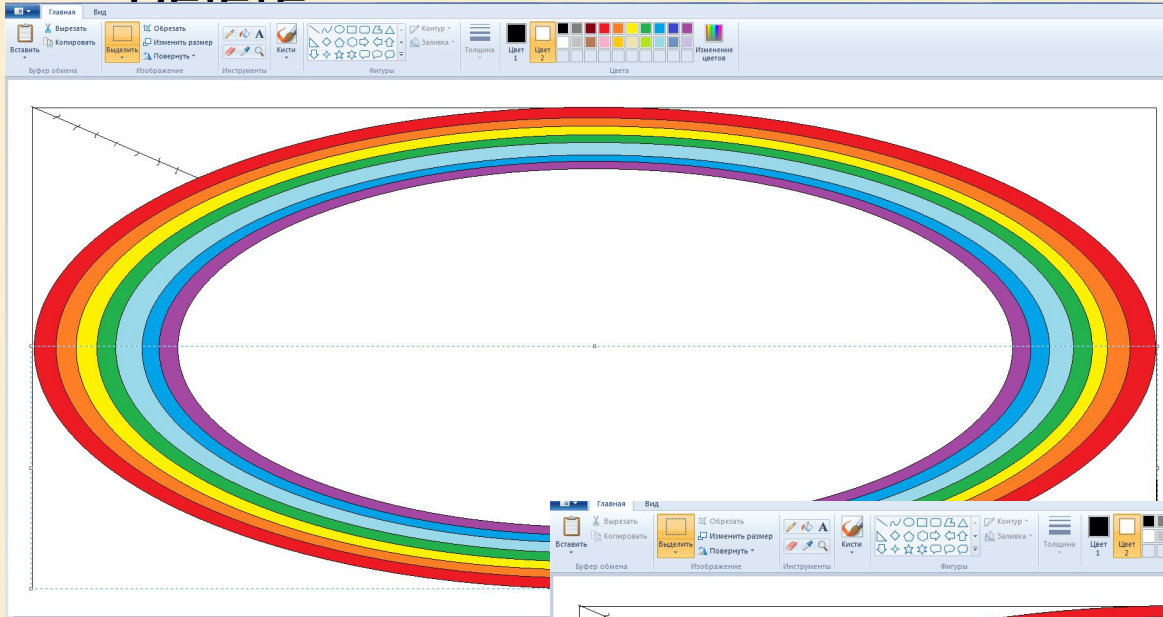 Главная Вид
Вставить
Вырезать
Копировать
Буфер обмена
Выделить
Обрезать
Изменить размер
Повернуть
Изображение
A
Инструменты
Кисти
Контур
Заливка
Фигуры
Толщина
Цвет 1
Цвет 2
Изменение цветов
Цвета
Главная Вид
Вставить
Вырезать
Копировать
Буфер обмена
Выделить
Обрезать
Изменить размер
Повернуть
Изображение
A
Инструменты
Кисти
Контур
Заливка
Фигуры
Толщина
Цвет 1
Цвет 2